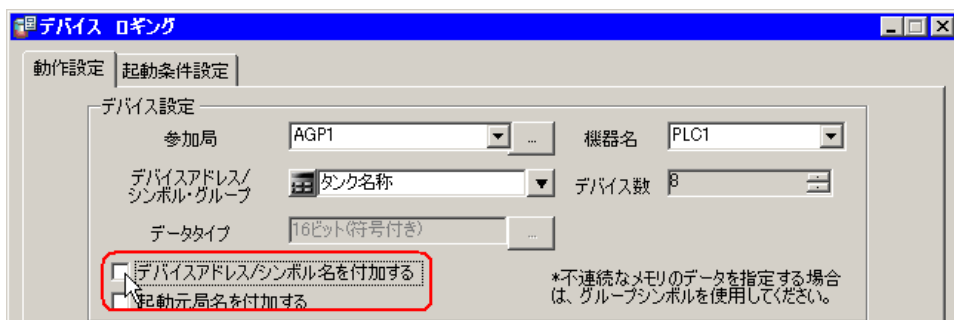 デバイス ロギング
動作設定 起動条件設定
デバイス設定
参加局 AGP1 ... 機器名 PLC1
デバイスアドレス/
シンボル・グループ
タンク名称 デバイス数 8
データタイプ 16ビット(符号付き) ...
デバイスアドレス/シンボル名を付加する
起動元局名を付加する
*不連続なメモリのデータを指定する場合
は、グループシンボルを使用してください。